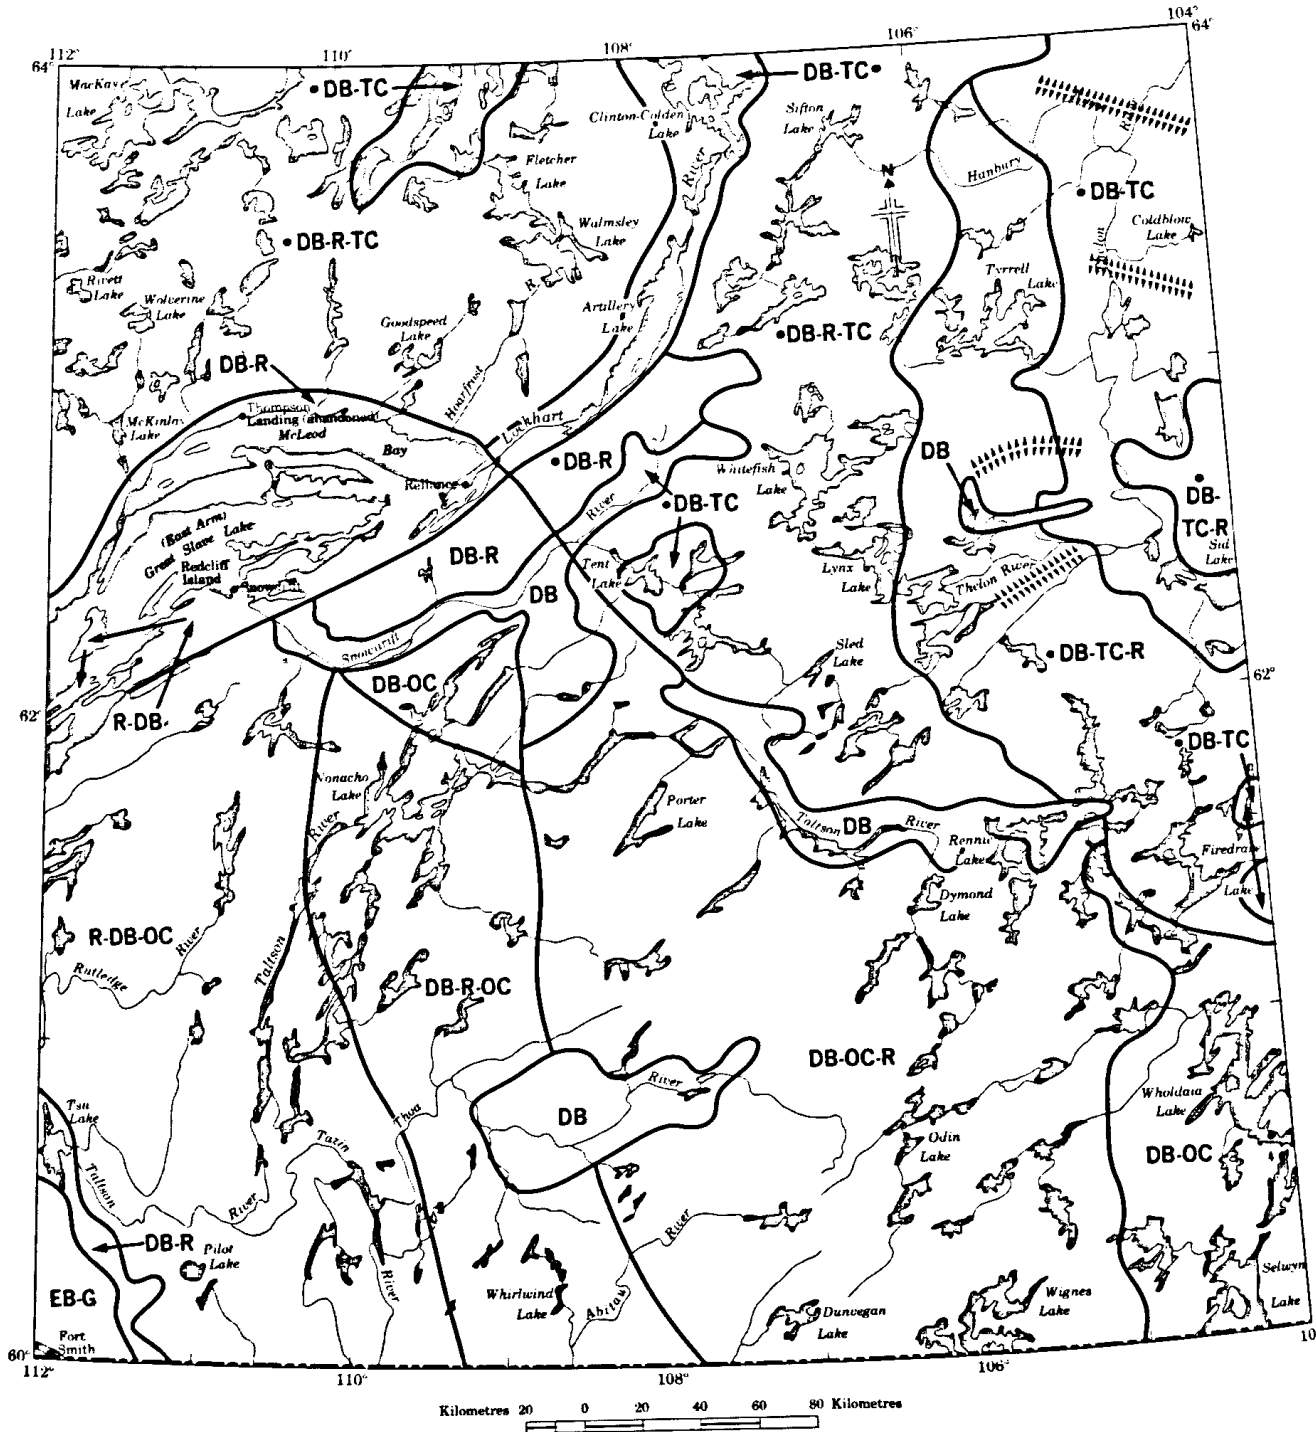 104°
64°
106°
108°
110°
112°
64°
MacKay
Lake
DB-TC
DB-TC
Clinton-Colden
Lake
Sifton
Lake
Fletcher
Lake
River
N
Hanbury
DB-TC
Coldblow
Lake
Walmsley
Lake
DB-R-TC
Rivett
Lake
Wolverine
Lake
R.
Artillery
Lake
Tyrrell
Lake
Goodspeed
Lake
DB-R-TC
DB-R
Hoarfrost
Thompson
Landing (abandoned)
McLeod
Bay
McKinlay
Lake
Lockhart
DB-R
DB
Whitefish
Lake
Reliance
DB-TC
River
DB-
TC-R
(East Arm)
Great Slave Lake
Redcliff
Island
DB-R
DB
Tent
Lake
Lynx
Lake
Thelon River
Sid
Lake
Snowdrift
Sled
Lake
DB-TC-R
DB-OC
62°
R-DB
62°
DB-TC
Nonacho
Lake
River
Porter
Lake
Taltson
DB
River
Rennie
Lake
Firedrake
Lake
Dymond
Lake
R-DB-OC
River
Rutledge
Taltson
DB-R-OC
DB-OC-R
River
DB
Wholdaia
Lake
Tsu
Lake
Thoa
Tazin
Odin
Lake
DB-OC
Taltson
River
River
DB-R
Pilot
Lake
River
EB-G
Whirlwind
Lake
Abitau
Dunvegan
Lake
Wignes
Lake
Selwyn
Lake
Fort
Smith
60°
112°
110°
108°
106°
10
Kilometres 20 0 20 40 60 80 Kilometres